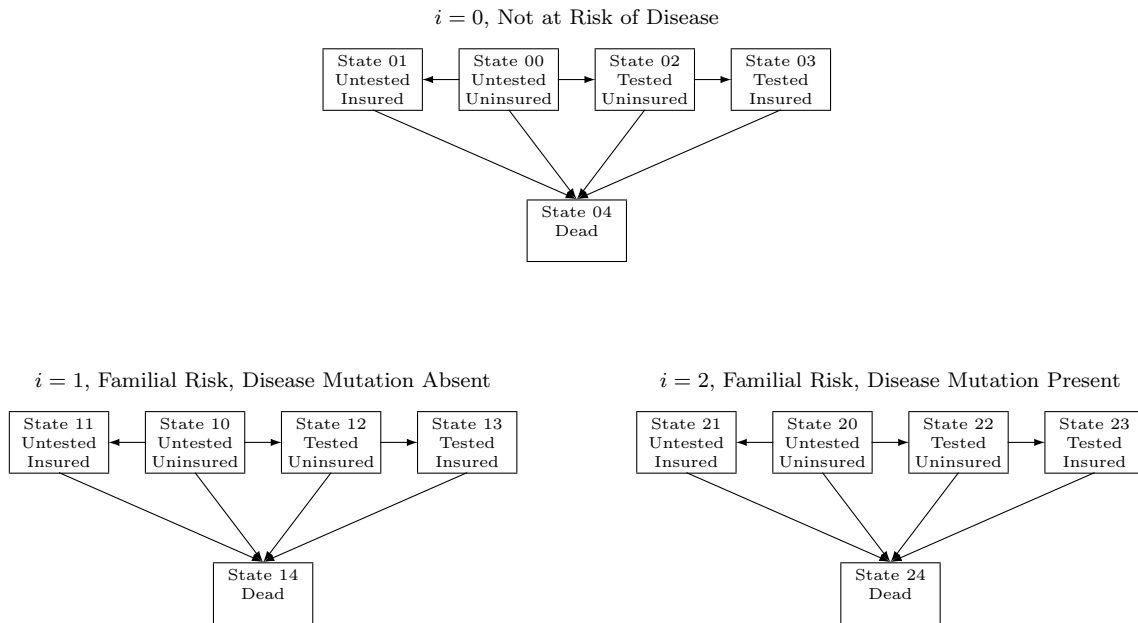 i = 0, Not at Risk of Disease
State 01
Untested
Insured
State 00
Untested
Uninsured
State 02
Tested
Uninsured
State 03
Tested
Insured
State 04
Dead
i = 1, Familial Risk, Disease Mutation Absent
State 11
Untested
Insured
State 10
Untested
Uninsured
State 12
Tested
Uninsured
State 13
Tested
Insured
State 14
Dead
i = 2, Familial Risk, Disease Mutation Present
State 21
Untested
Insured
State 20
Untested
Uninsured
State 22
Tested
Uninsured
State 23
Tested
Insured
State 24
Dead